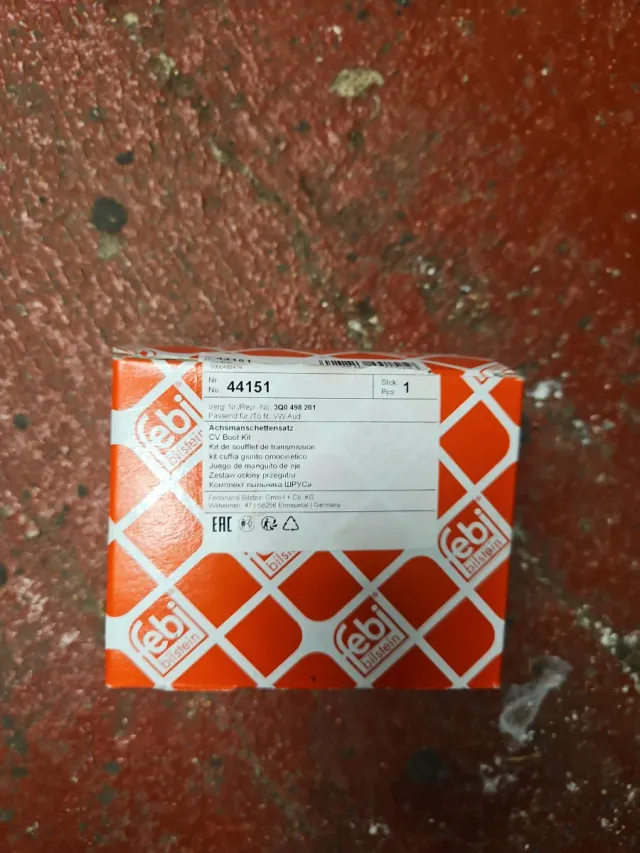 44151
Nr.
No. 44151
Stck.
Pcs. 1
Vergl.Nr./Repl.-No. 3Q0 498 201
Passend für/To fit: VW-Audi
Achsmanschettensatz
CV Boot Kit
Kit de soufflet de transmission
kit cuffia giunto omocinetico
Juego de manguito de eje
Zestaw osłony przegubu
Комплект пыльника ШРУСа
Ferdinand Bilstein GmbH + Co. KG
Wilhelmstr. 47 | 58256 Ennepetal | Germany
EAC
febi
bilstein
febi
bilstein
bilstein
febi
bilstein
febi
bilstein